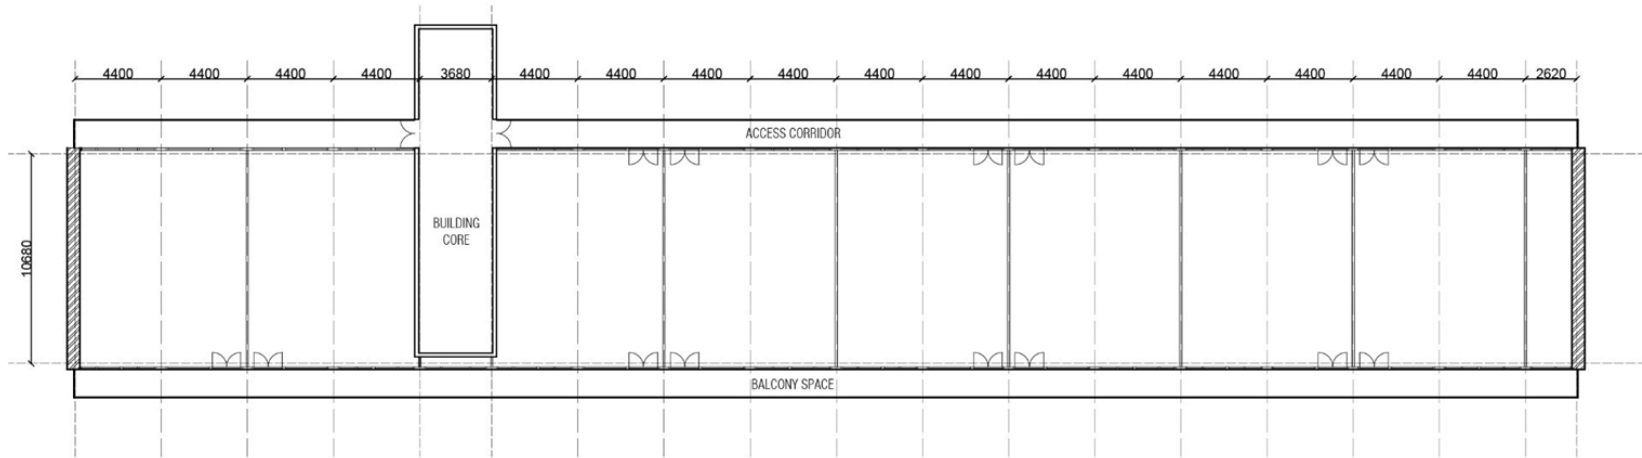 4400 4400 4400 4400 3680 4400 4400 4400 4400 4400 4400 4400 4400 4400 4400 4400 4400 2620
ACCESS CORRIDOR
10680
BUILDING
CORE
BALCONY SPACE